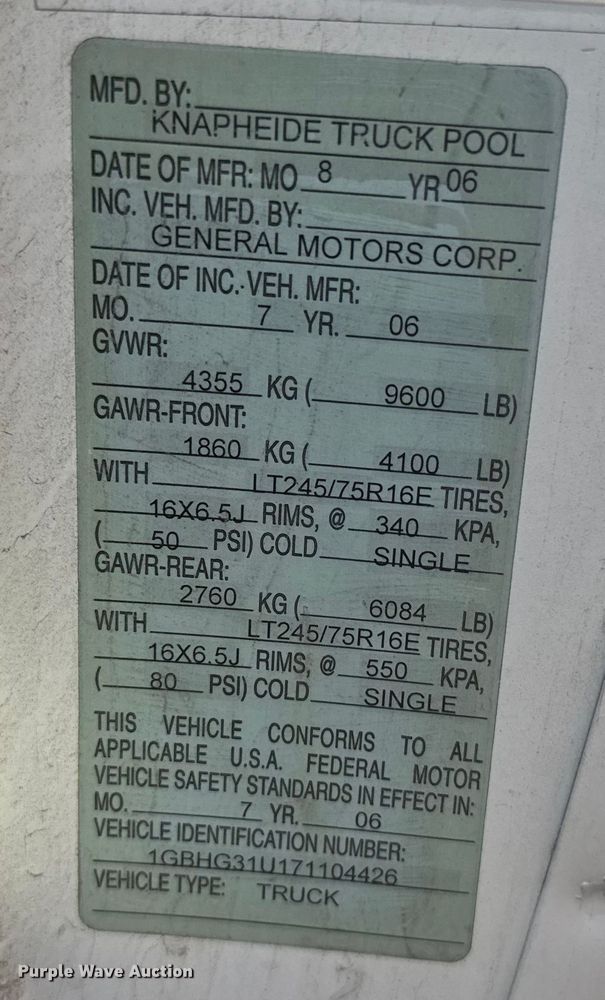 MFD. BY:
KNAPHEIDE TRUCK POOL
DATE OF MFR: MO 8 YR 06
INC. VEH. MFD. BY:
GENERAL MOTORS CORP.
DATE OF INC. VEH. MFR:
MO. 7 YR. 06
GVWR:
4355 KG ( 9600 LB)
GAWR-FRONT:
1860 KG ( 4100 LB)
WITH LT245/75R16E TIRES,
16X6.5J RIMS, @ 340 KPA,
( 50 PSI) COLD SINGLE
GAWR-REAR:
2760 KG ( 6084 LB)
WITH LT245/75R16E TIRES,
16X6.5J RIMS, @ 550 KPA,
( 80 PSI) COLD SINGLE
THIS VEHICLE CONFORMS TO ALL
APPLICABLE U.S.A. FEDERAL MOTOR
VEHICLE SAFETY STANDARDS IN EFFECT IN:
MO. 7 YR. 06
VEHICLE IDENTIFICATION NUMBER:
1GBHG31U171104426
VEHICLE TYPE: TRUCK
Purple Wave Auction